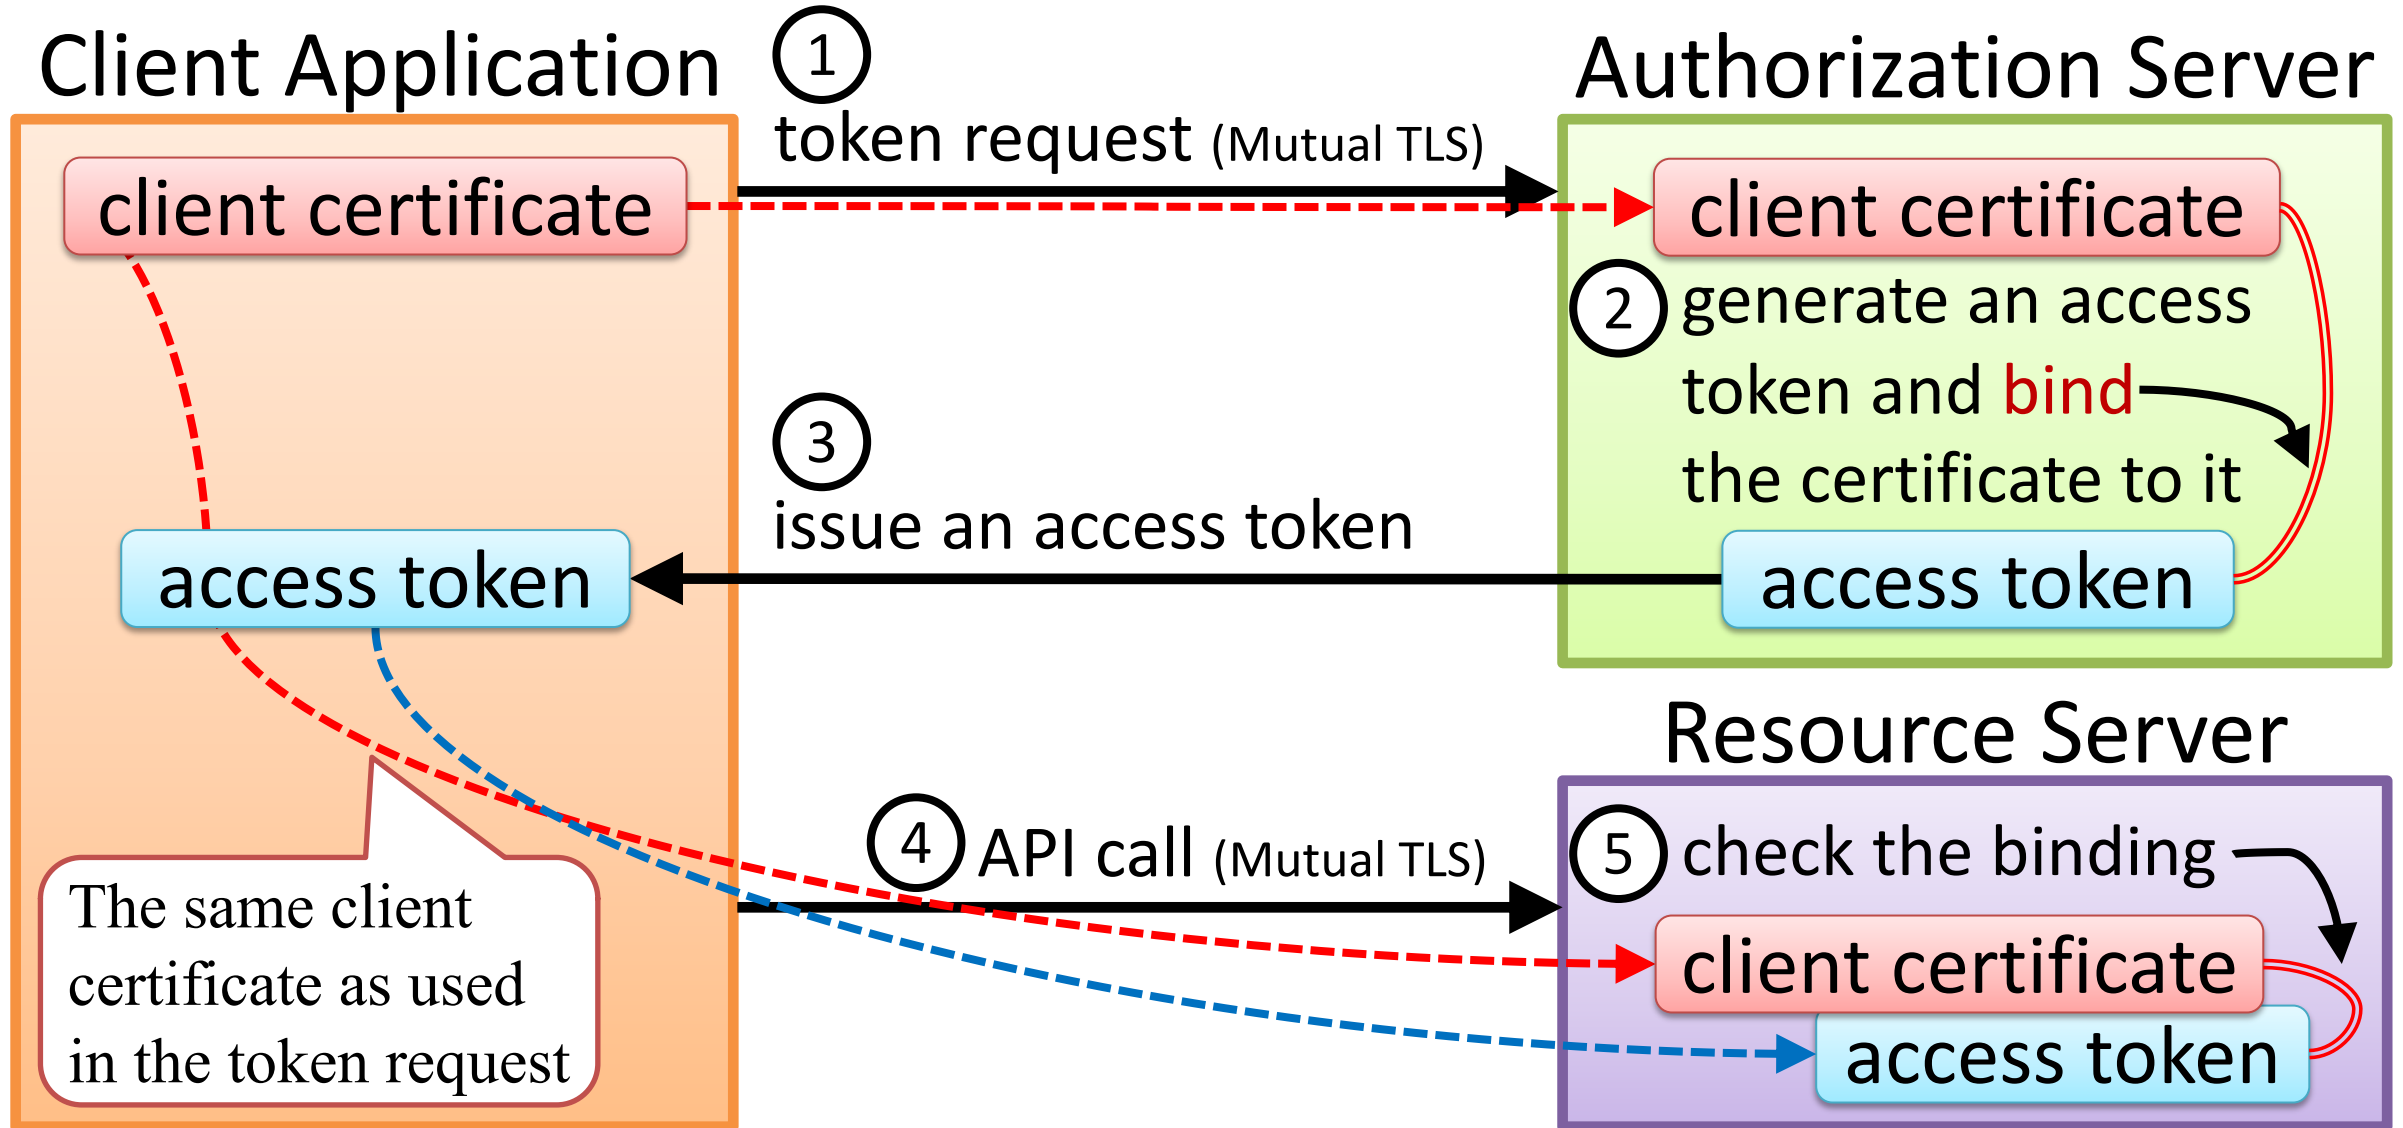 Client Application
client certificate
access token
The same client
certificate as used
in the token request
1
token request (Mutual TLS)
3
issue an access token
4 API call (Mutual TLS)
Authorization Server
client certificate
2 generate an access
token and bind
the certificate to it
access token
Resource Server
5 check the binding
client certificate
access token